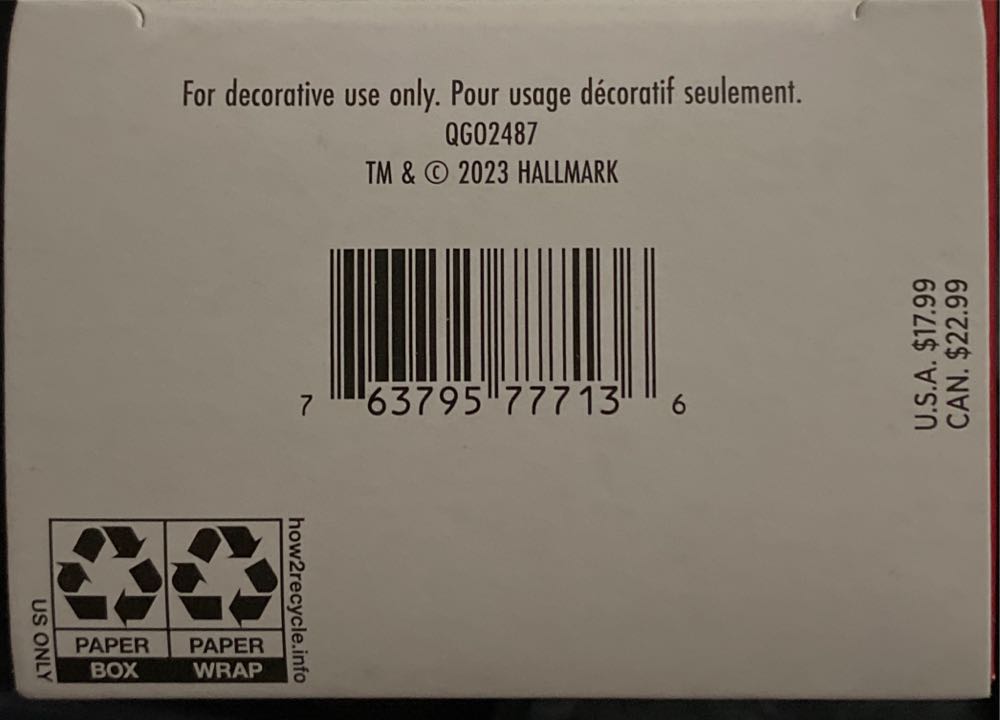 For decorative use only. Pour usage décoratif seulement.
QGO2487
TM & © 2023 HALLMARK
7 63795 77713 6
U.S.A. $17.99
CAN. $22.99
PAPER PAPER
BOX WRAP
US ONLY
how2recycle.info